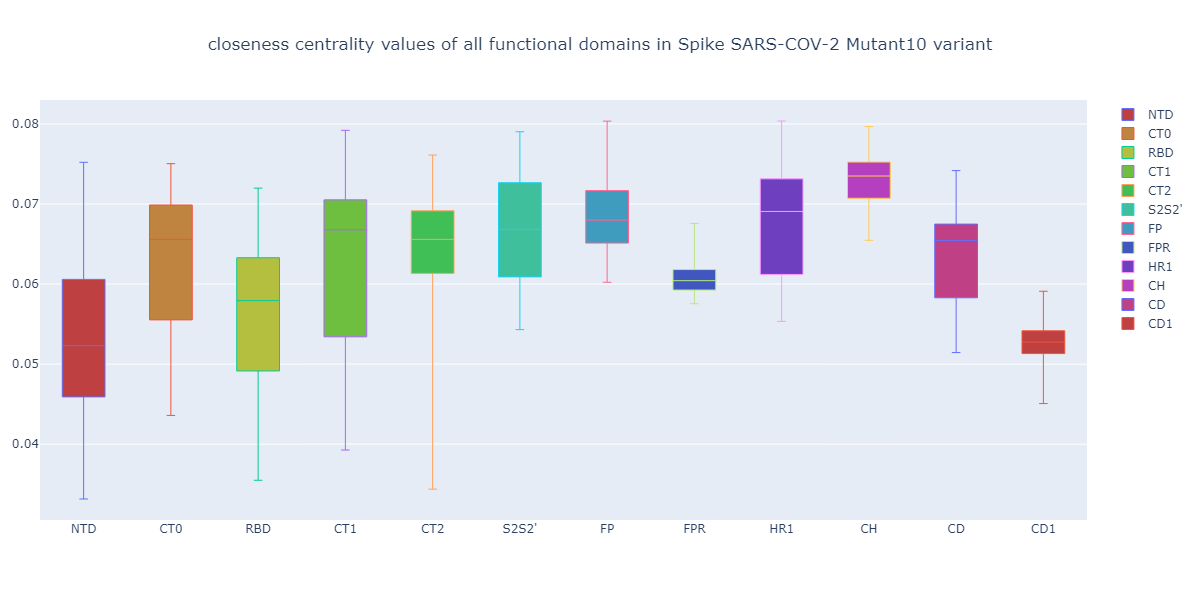 closeness centrality values of all functional domains in Spike SARS-COV-2 Mutant10 variant
0.08
0.07
0.06
0.05
0.04
NTD CT0 RBD CT1 CT2 S2S2' FP FPR HR1 CH CD CD1
NTD
CT0
RBD
CT1
CT2
S2S2'
FP
FPR
HR1
CH
CD
CD1